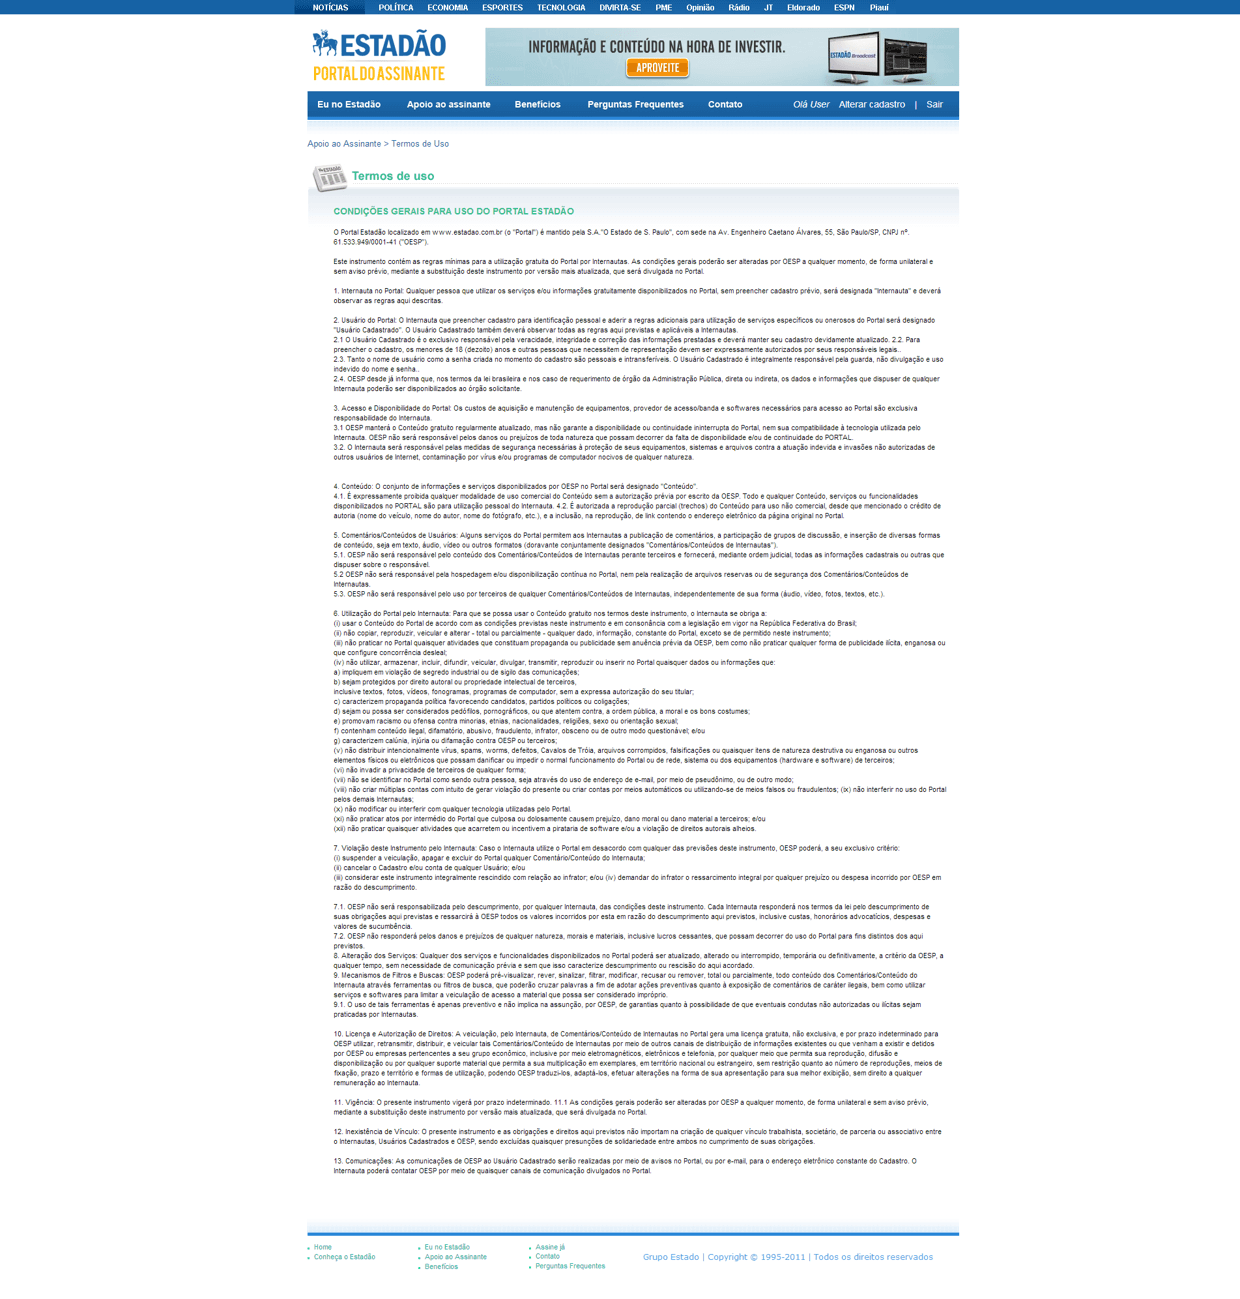 NOTÍCIAS POLÍTICA ECONOMIA ESPORTES TECNOLOGIA DIVIRTA-SE PME Opinião Rádio JT Eldorado ESPN Piauí
ESTADÃO
PORTAL DO ASSINANTE
INFORMAÇÃO E CONTEÚDO NA HORA DE INVESTIR.
APROVEITE
ESTADÃO Broadcast
Eu no Estadão Apoio ao assinante Benefícios Perguntas Frequentes Contato Olá User Alterar cadastro | Sair
Apoio ao Assinante > Termos de Uso
ESTADÃO
Termos de uso
CONDIÇÕES GERAIS PARA USO DO PORTAL ESTADÃO
O Portal Estadão localizado em www.estadao.com.br (o "Portal") é mantido pela S.A."O Estado de S. Paulo", com sede na Av. Engenheiro Caetano Álvares, 55, São Paulo/SP, CNPJ nº.
61.533.949/0001-41 ("OESP").
Este instrumento contém as regras mínimas para a utilização gratuita do Portal por Internautas. As condições gerais poderão ser alteradas por OESP a qualquer momento, de forma unilateral e
sem aviso prévio, mediante a substituição deste instrumento por versão mais atualizada, que será divulgada no Portal.
1. Internauta no Portal: Qualquer pessoa que utilizar os serviços e/ou informações gratuitamente disponibilizados no Portal, sem preencher cadastro prévio, será designada "Internauta" e deverá
observar as regras aqui descritas.
2. Usuário do Portal: O Internauta que preencher cadastro para identificação pessoal e aderir a regras adicionais para utilização de serviços específicos ou onerosos do Portal será designado
"Usuário Cadastrado". O Usuário Cadastrado também deverá observar todas as regras aqui previstas e aplicáveis a Internautas.
2.1 O Usuário Cadastrado é o exclusivo responsável pela veracidade, integridade e correção das informações prestadas e deverá manter seu cadastro devidamente atualizado. 2.2. Para
preencher o cadastro, os menores de 18 (dezoito) anos e outras pessoas que necessitem de representação devem ser expressamente autorizados por seus responsáveis legais..
2.3. Tanto o nome de usuário como a senha criada no momento do cadastro são pessoais e intransferíveis. O Usuário Cadastrado é integralmente responsável pela guarda, não divulgação e uso
indevido do nome e senha..
2.4. OESP desde já informa que, nos termos da lei brasileira e nos caso de requerimento de órgão da Administração Pública, direta ou indireta, os dados e informações que dispuser de qualquer
Internauta poderão ser disponibilizados ao órgão solicitante.
3. Acesso e Disponibilidade do Portal: Os custos de aquisição e manutenção de equipamentos, provedor de acesso/banda e softwares necessários para acesso ao Portal são exclusiva
responsabilidade do Internauta.
3.1 OESP manterá o Conteúdo gratuito regularmente atualizado, mas não garante a disponibilidade ou continuidade ininterrupta do Portal, nem sua compatibilidade à tecnologia utilizada pelo
Internauta. OESP não será responsável pelos danos ou prejuízos de toda natureza que possam decorrer da falta de disponibilidade e/ou de continuidade do PORTAL.
3.2. O Internauta será responsável pelas medidas de segurança necessárias à proteção de seus equipamentos, sistemas e arquivos contra a atuação indevida e invasões não autorizadas de
outros usuários de Internet, contaminação por vírus e/ou programas de computador nocivos de qualquer natureza.
4. Conteúdo: O conjunto de informações e serviços disponibilizados por OESP no Portal será designado "Conteúdo".
4.1. É expressamente proibida qualquer modalidade de uso comercial do Conteúdo sem a autorização prévia por escrito da OESP. Todo e qualquer Conteúdo, serviços ou funcionalidades
disponibilizados no PORTAL são para utilização pessoal do Internauta. 4.2. É autorizada a reprodução parcial (trechos) do Conteúdo para uso não comercial, desde que mencionado o crédito de
autoria (nome do veículo, nome do autor, nome do fotógrafo, etc.), e a inclusão, na reprodução, de link contendo o endereço eletrônico da página original no Portal.
5. Comentários/Conteúdos de Usuários: Alguns serviços do Portal permitem aos Internautas a publicação de comentários, a participação de grupos de discussão, e inserção de diversas formas
de conteúdo, seja em texto, áudio, vídeo ou outros formatos (doravante conjuntamente designados "Comentários/Conteúdos de Internautas").
5.1. OESP não será responsável pelo conteúdo dos Comentários/Conteúdos de Internautas perante terceiros e fornecerá, mediante ordem judicial, todas as informações cadastrais ou outras que
dispuser sobre o responsável.
5.2 OESP não será responsável pela hospedagem e/ou disponibilização contínua no Portal, nem pela realização de arquivos reservas ou de segurança dos Comentários/Conteúdos de
Internautas.
5.3. OESP não será responsável pelo uso por terceiros de qualquer Comentários/Conteúdos de Internautas, independentemente de sua forma (áudio, vídeo, fotos, textos, etc.).
6. Utilização do Portal pelo Internauta: Para que se possa usar o Conteúdo gratuito nos termos deste instrumento, o Internauta se obriga a:
(i) usar o Conteúdo do Portal de acordo com as condições previstas neste instrumento e em consonância com a legislação em vigor na República Federativa do Brasil;
(ii) não copiar, reproduzir, veicular e alterar - total ou parcialmente - qualquer dado, informação, constante do Portal, exceto se de permitido neste instrumento;
(iii) não praticar no Portal quaisquer atividades que constituam propaganda ou publicidade sem anuência prévia da OESP, bem como não praticar qualquer forma de publicidade ilícita, enganosa ou
que configure concorrência desleal;
(iv) não utilizar, armazenar, incluir, difundir, veicular, divulgar, transmitir, reproduzir ou inserir no Portal quaisquer dados ou informações que:
a) impliquem em violação de segredo industrial ou de sigilo das comunicações;
b) sejam protegidos por direito autoral ou propriedade intelectual de terceiros,
inclusive textos, fotos, vídeos, fonogramas, programas de computador, sem a expressa autorização do seu titular;
c) caracterizem propaganda política favorecendo candidatos, partidos políticos ou coligações;
d) sejam ou possa ser considerados pedófilos, pornográficos, ou que atentem contra, a ordem pública, a moral e os bons costumes;
e) promovam racismo ou ofensa contra minorias, etnias, nacionalidades, religiões, sexo ou orientação sexual;
f) contenham conteúdo ilegal, difamatório, abusivo, fraudulento, infrator, obsceno ou de outro modo questionável; e/ou
g) caracterizem calúnia, injúria ou difamação contra OESP ou terceiros;
(v) não distribuir intencionalmente vírus, spams, worms, defeitos, Cavalos de Tróia, arquivos corrompidos, falsificações ou quaisquer itens de natureza destrutiva ou enganosa ou outros
elementos físicos ou eletrônicos que possam danificar ou impedir o normal funcionamento do Portal ou de rede, sistema ou dos equipamentos (hardware e software) de terceiros;
(vi) não invadir a privacidade de terceiros de qualquer forma;
(vii) não se identificar no Portal como sendo outra pessoa, seja através do uso de endereço de e-mail, por meio de pseudônimo, ou de outro modo;
(viii) não criar múltiplas contas com intuito de gerar violação do presente ou criar contas por meios automáticos ou utilizando-se de meios falsos ou fraudulentos; (ix) não interferir no uso do Portal
pelos demais Internautas;
(x) não modificar ou interferir com qualquer tecnologia utilizadas pelo Portal.
(xi) não praticar atos por intermédio do Portal que culposa ou dolosamente causem prejuízo, dano moral ou dano material a terceiros; e/ou
(xii) não praticar quaisquer atividades que acarretem ou incentivem a pirataria de software e/ou a violação de direitos autorais alheios.
7. Violação deste Instrumento pelo Internauta: Caso o Internauta utilize o Portal em desacordo com qualquer das previsões deste instrumento, OESP poderá, a seu exclusivo critério:
(i) suspender a veiculação, apagar e excluir do Portal qualquer Comentário/Conteúdo do Internauta;
(ii) cancelar o Cadastro e/ou conta de qualquer Usuário; e/ou
(iii) considerar este instrumento integralmente rescindido com relação ao infrator; e/ou (iv) demandar do infrator o ressarcimento integral por qualquer prejuízo ou despesa incorrido por OESP em
razão do descumprimento.
7.1. OESP não será responsabilizada pelo descumprimento, por qualquer Internauta, das condições deste instrumento. Cada Internauta responderá nos termos da lei pelo descumprimento de
suas obrigações aqui previstas e ressarcirá à OESP todos os valores incorridos por esta em razão do descumprimento aqui previstos, inclusive custas, honorários advocatícios, despesas e
valores de sucumbência.
7.2. OESP não responderá pelos danos e prejuízos de qualquer natureza, morais e materiais, inclusive lucros cessantes, que possam decorrer do uso do Portal para fins distintos dos aqui
previstos.
8. Alteração dos Serviços: Qualquer dos serviços e funcionalidades disponibilizados no Portal poderá ser atualizado, alterado ou interrompido, temporária ou definitivamente, a critério da OESP, a
qualquer tempo, sem necessidade de comunicação prévia e sem que isso caracterize descumprimento ou rescisão do aqui acordado.
9. Mecanismos de Filtros e Buscas: OESP poderá pré-visualizar, rever, sinalizar, filtrar, modificar, recusar ou remover, total ou parcialmente, todo conteúdo dos Comentários/Conteúdo do
Internauta através ferramentas ou filtros de busca, que poderão cruzar palavras a fim de adotar ações preventivas quanto à exposição de comentários de caráter ilegais, bem como utilizar
serviços e softwares para limitar a veiculação de acesso a material que possa ser considerado impróprio.
9.1. O uso de tais ferramentas é apenas preventivo e não implica na assunção, por OESP, de garantias quanto à possibilidade de que eventuais condutas não autorizadas ou ilícitas sejam
praticadas por Internautas.
10. Licença e Autorização de Direitos: A veiculação, pelo Internauta, de Comentários/Conteúdo de Internautas no Portal gera uma licença gratuita, não exclusiva, e por prazo indeterminado para
OESP utilizar, retransmitir, distribuir, e veicular tais Comentários/Conteúdo de Internautas por meio de outros canais de distribuição de informações existentes ou que venham a existir e detidos
por OESP ou empresas pertencentes a seu grupo econômico, inclusive por meio eletromagnéticos, eletrônicos e telefonia, por qualquer meio que permita sua reprodução, difusão e
disponibilização ou por qualquer suporte material que permita a sua multiplicação em exemplares, em território nacional ou estrangeiro, sem restrição quanto ao número de reproduções, meios de
fixação, prazo e território e formas de utilização, podendo OESP traduzi-los, adaptá-los, efetuar alterações na forma de sua apresentação para sua melhor exibição, sem direito a qualquer
remuneração ao Internauta.
11. Vigência: O presente instrumento vigerá por prazo indeterminado. 11.1 As condições gerais poderão ser alteradas por OESP a qualquer momento, de forma unilateral e sem aviso prévio,
mediante a substituição deste instrumento por versão mais atualizada, que será divulgada no Portal.
12. Inexistência de Vínculo: O presente instrumento e as obrigações e direitos aqui previstos não importam na criação de qualquer vínculo trabalhista, societário, de parceria ou associativo entre
o Internautas, Usuários Cadastrados e OESP, sendo excluídas quaisquer presunções de solidariedade entre ambos no cumprimento de suas obrigações.
13. Comunicações: As comunicações de OESP ao Usuário Cadastrado serão realizadas por meio de avisos no Portal, ou por e-mail, para o endereço eletrônico constante do Cadastro. O
Internauta poderá contatar OESP por meio de quaisquer canais de comunicação divulgados no Portal.
Home
Conheça o Estadão
Eu no Estadão
Apoio ao Assinante
Benefícios
Assine já
Contato
Perguntas Frequentes
Grupo Estado | Copyright © 1995-2011 | Todos os direitos reservados